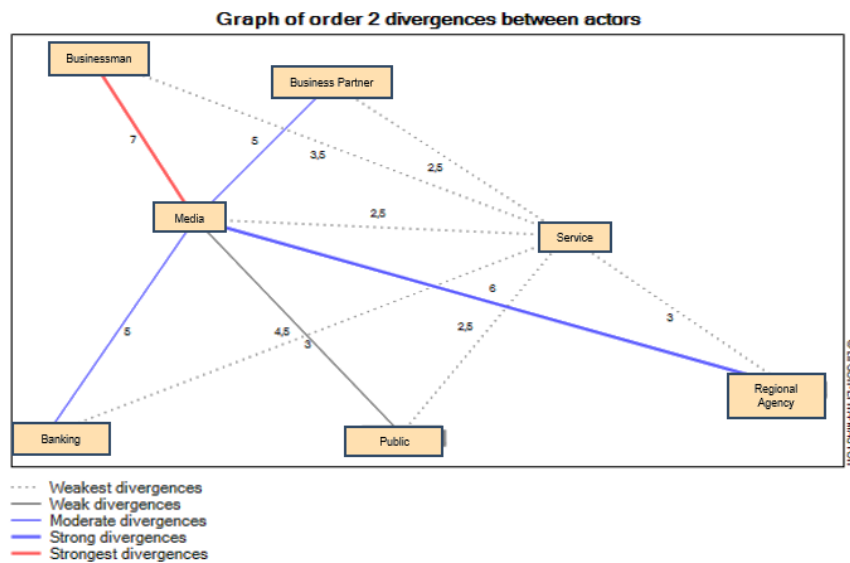 Graph of order 2 divergences between actors
Businessman
Business Partner
7
5
3,5
2,5
Media
2,5
Service
6
5
4,5
3
2,5
3
Regional
Agency
Banking
Public
Weakest divergences
Weak divergences
Moderate divergences
Strong divergences
Strongest divergences